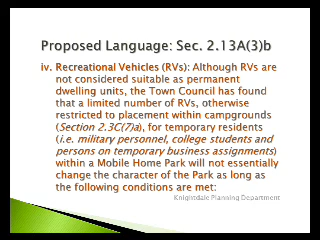 Proposed Language: Sec. 2.13A(3)b
iv. Recreational Vehicles (RVs): Although RVs are
not considered suitable as permanent
dwelling units, the Town Council has found
that a limited number of RVs, otherwise
restricted to placement within campgrounds
(Section 2.3C(7)a), for temporary residents
(i.e. military personnel, college students and
persons on temporary business assignments)
within a Mobile Home Park will not essentially
change the character of the Park as long as
the following conditions are met:
Knightdale Planning Department